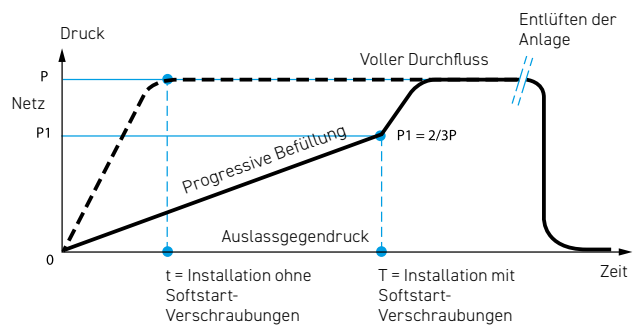 Entlüften der
Anlage
Druck
Voller Durchfluss
P
Netz
P1
P1 = 2/3P
Progressive Befüllung
Auslassgegendruck
0
Zeit
t = Installation ohne
Softstart-
Verschraubungen
T = Installation mit
Softstart-
Verschraubungen